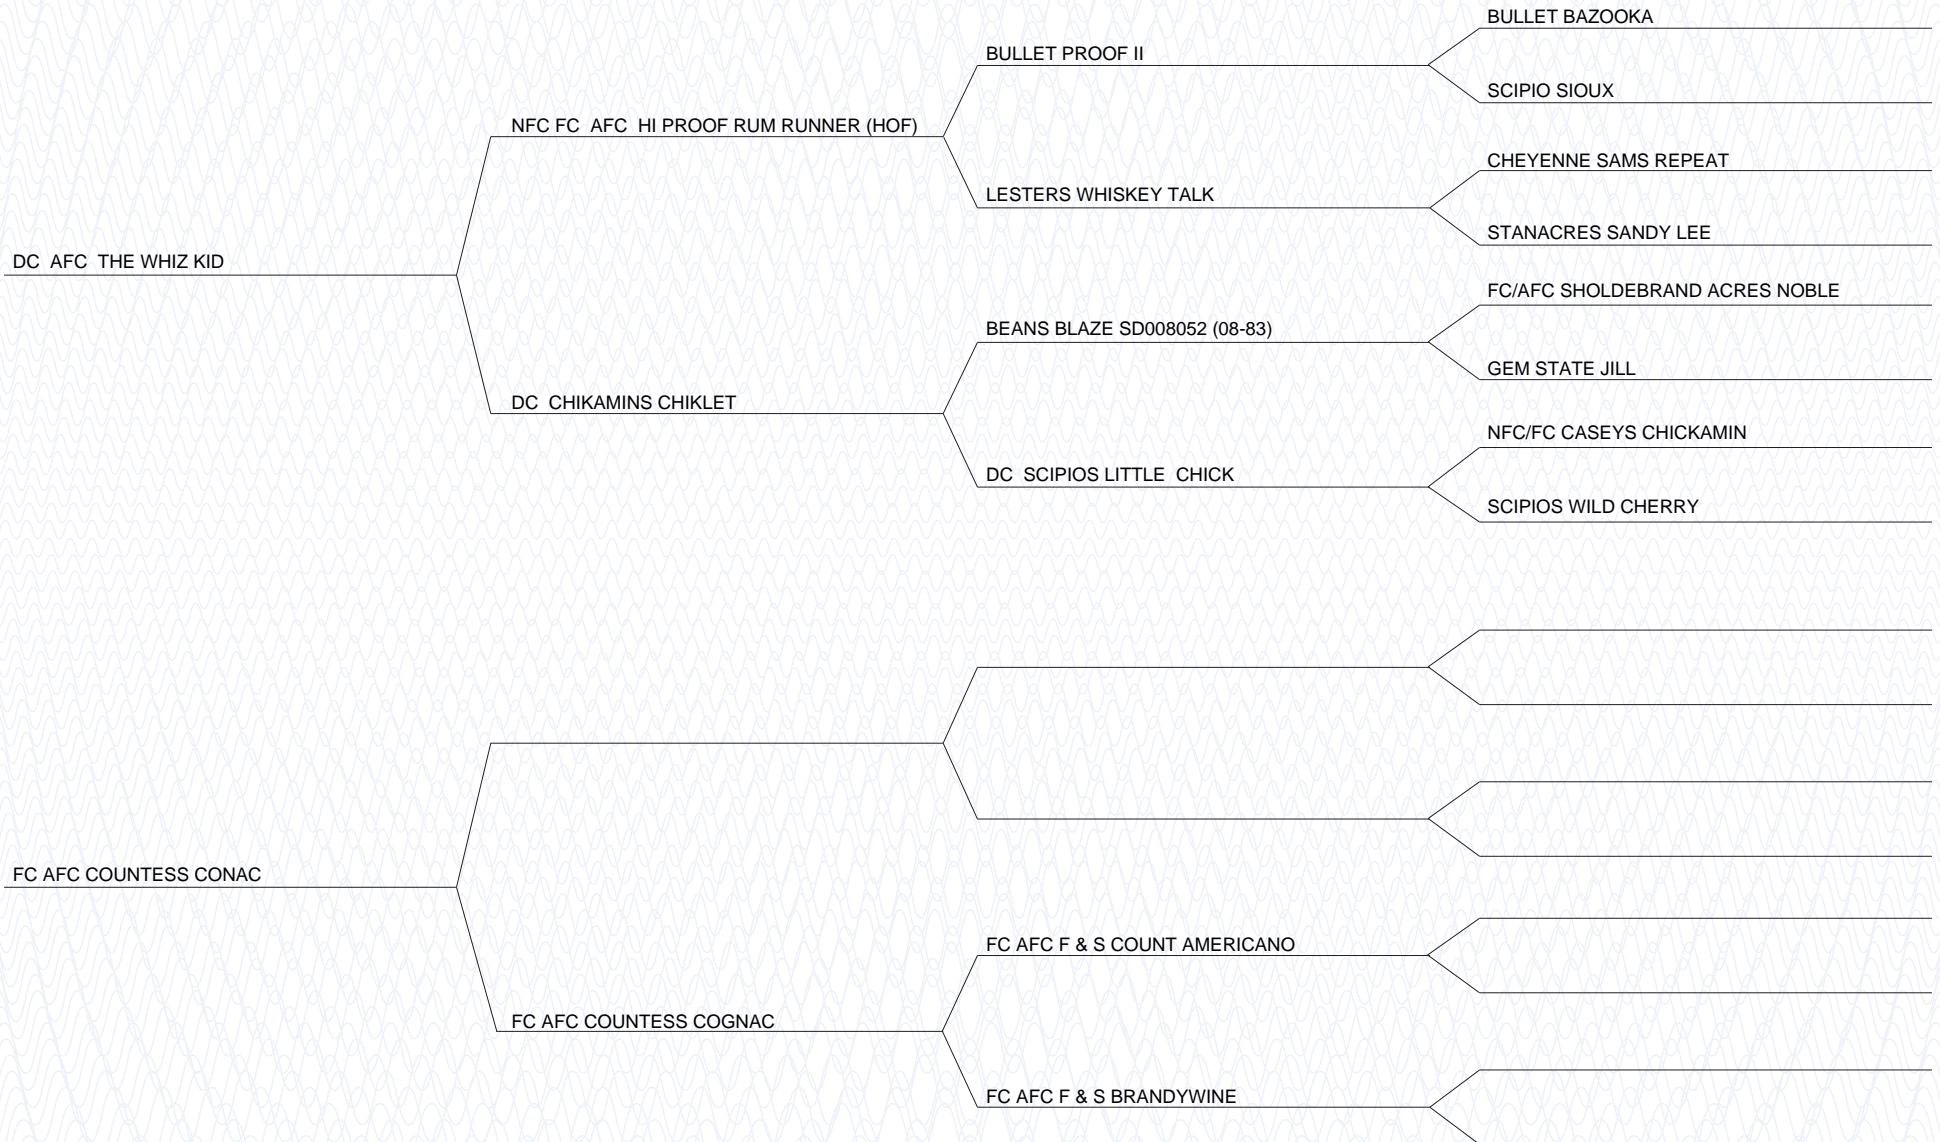 BULLET BAZOOKA
BULLET PROOF II
SCIPIO SIOUX
NFC FC  AFC  HI PROOF RUM RUNNER (HOF)
CHEYENNE SAMS REPEAT
LESTERS WHISKEY TALK
STANACRES SANDY LEE
DC  AFC  THE WHIZ KID
FC/AFC SHOLDEBRAND ACRES NOBLE
BEANS BLAZE SD008052 (08-83)
GEM STATE JILL
DC  CHIKAMINS CHIKLET
NFC/FC CASEYS CHICKAMIN
DC  SCIPIOS LITTLE  CHICK
SCIPIOS WILD CHERRY
FC AFC COUNTESS CONAC
FC AFC F & S COUNT AMERICANO
FC AFC COUNTESS COGNAC
FC AFC F & S BRANDYWINE